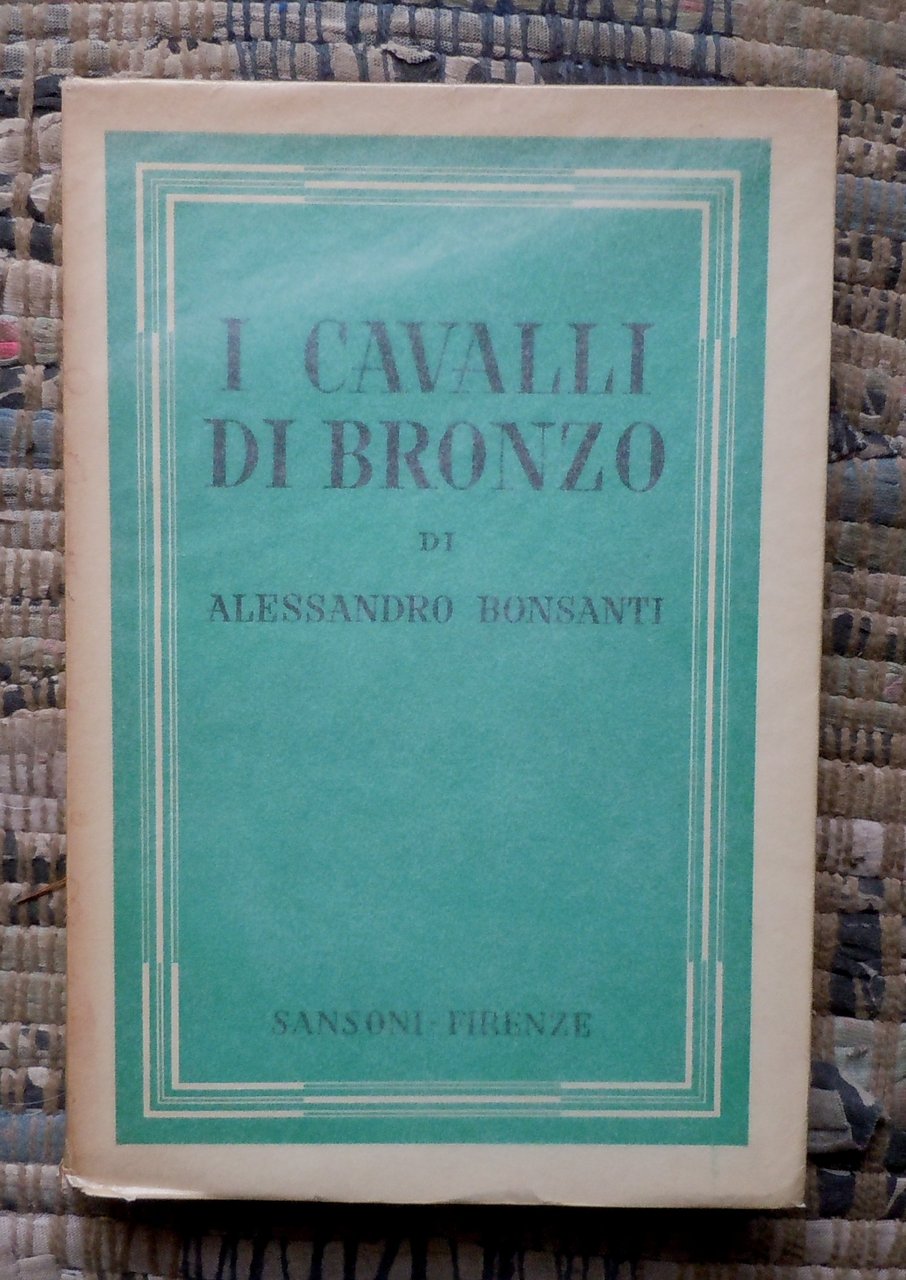 I CAVALLI
DI BRONZO
DI
ALESSANDRO BONSANTI
SANSONI - FIRENZE